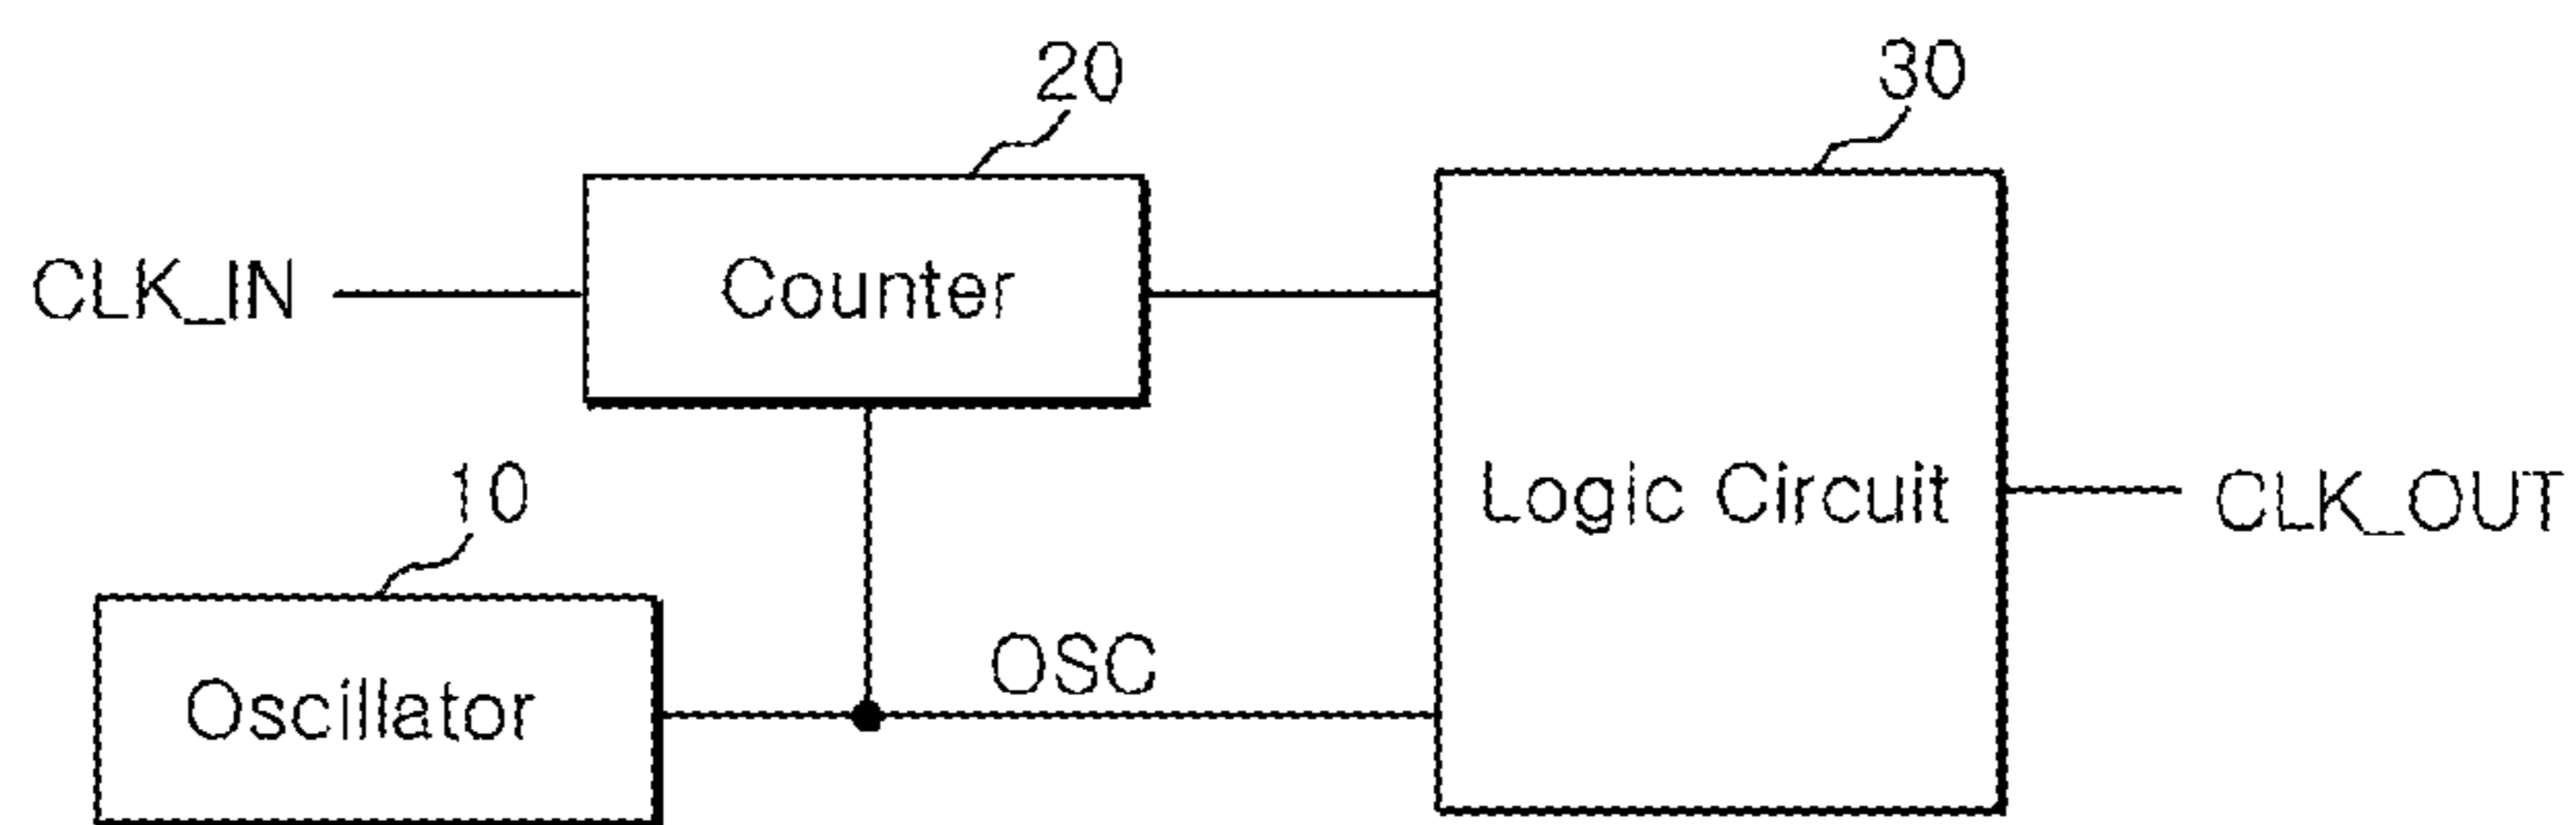 20
30
CLK_IN
Counter
10
Logic Circuit
CLK_OUT
OSC
Oscillator